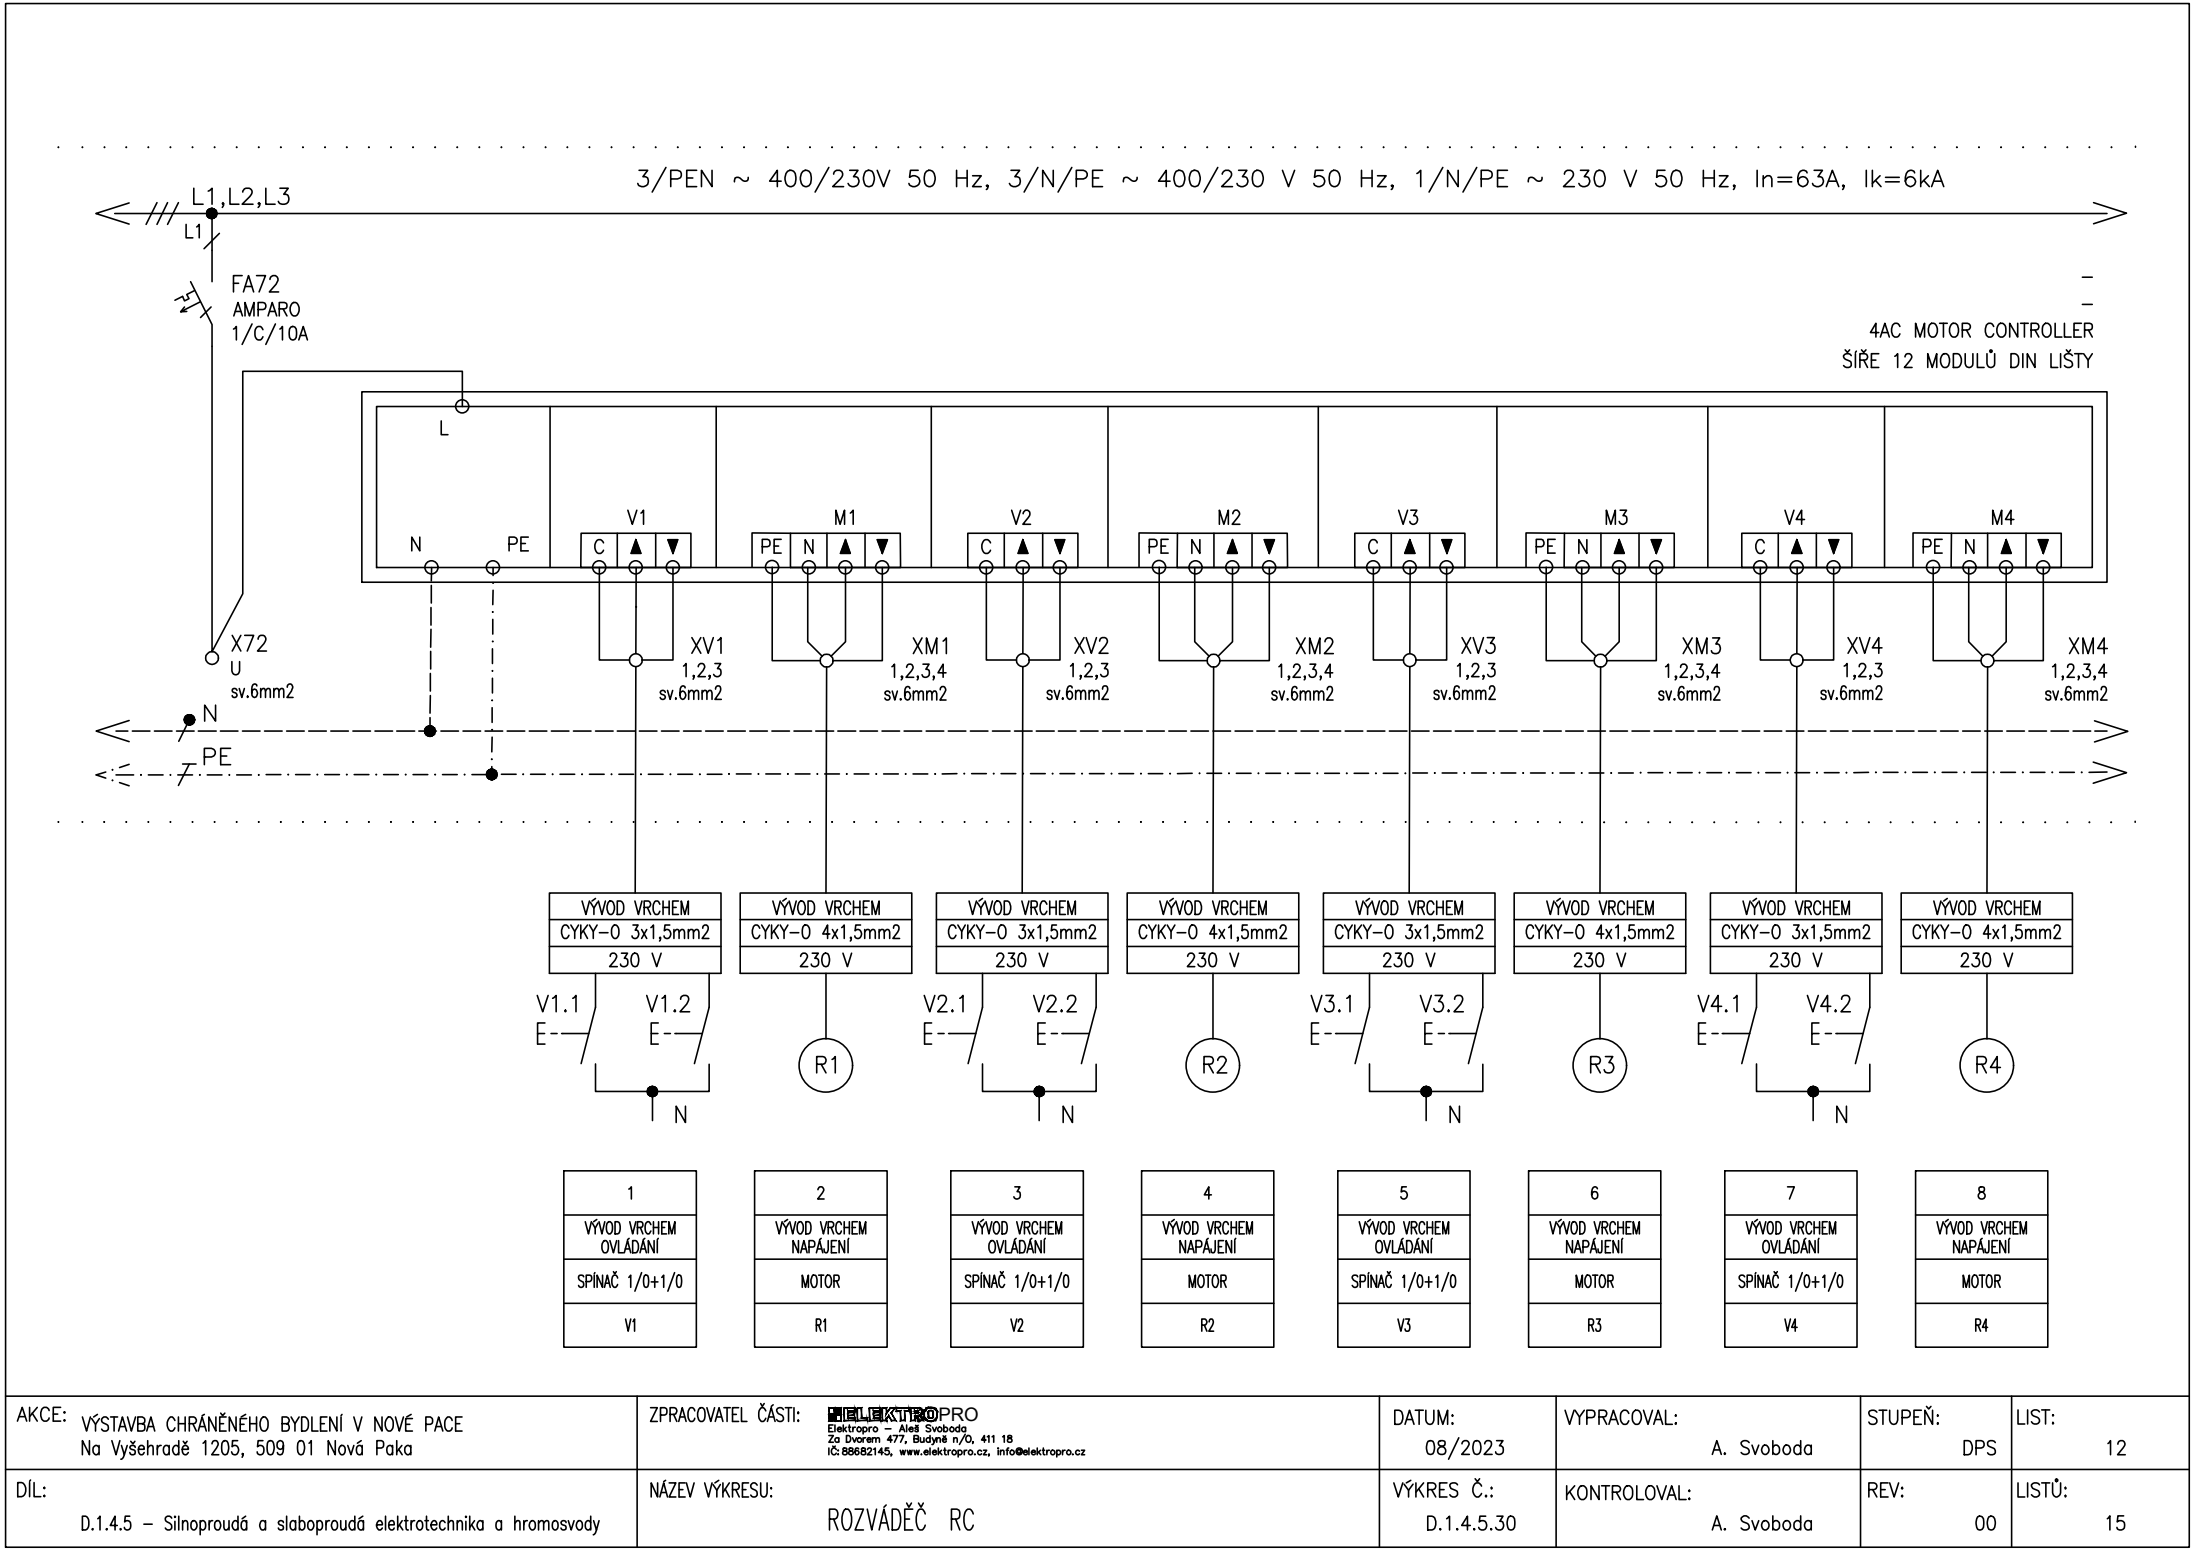 3/PEN ~ 400/230V 50 Hz, 3/N/PE ~ 400/230 V 50 Hz, 1/N/PE ~ 230 V 50 Hz, In=63A, Ik=6kA
L1,L2,L3
L1
FA72
AMPARO
1/C/10A
–
–
4AC MOTOR CONTROLLER
ŠÍŘE 12 MODULŮ DIN LIŠTY
L
N PE
V1 M1 V2 M2 V3 M3 V4 M4
C ▲ ▼ PE N ▲ ▼ C ▲ ▼ PE N ▲ ▼ C ▲ ▼ PE N ▲ ▼ C ▲ ▼ PE N ▲ ▼
X72
U
sv.6mm2
XV1 XM1 XV2 XM2 XV3 XM3 XV4 XM4
1,2,3 1,2,3,4 1,2,3 1,2,3,4 1,2,3 1,2,3,4 1,2,3 1,2,3,4
sv.6mm2 sv.6mm2 sv.6mm2 sv.6mm2 sv.6mm2 sv.6mm2 sv.6mm2 sv.6mm2
N
PE
VÝVOD VRCHEM VÝVOD VRCHEM VÝVOD VRCHEM VÝVOD VRCHEM VÝVOD VRCHEM VÝVOD VRCHEM VÝVOD VRCHEM VÝVOD VRCHEM
CYKY–O 3x1,5mm2 CYKY–O 4x1,5mm2 CYKY–O 3x1,5mm2 CYKY–O 4x1,5mm2 CYKY–O 3x1,5mm2 CYKY–O 4x1,5mm2 CYKY–O 3x1,5mm2 CYKY–O 4x1,5mm2
230 V 230 V 230 V 230 V 230 V 230 V 230 V 230 V
V1.1 V1.2 V2.1 V2.2 V3.1 V3.2 V4.1 V4.2
R1 R2 R3 R4
N N N N
1 2 3 4 5 6 7 8
VÝVOD VRCHEM VÝVOD VRCHEM VÝVOD VRCHEM VÝVOD VRCHEM VÝVOD VRCHEM VÝVOD VRCHEM VÝVOD VRCHEM VÝVOD VRCHEM
OVLÁDÁNÍ NAPÁJENÍ OVLÁDÁNÍ NAPÁJENÍ OVLÁDÁNÍ NAPÁJENÍ OVLÁDÁNÍ NAPÁJENÍ
SPÍNAČ 1/0+1/0 MOTOR SPÍNAČ 1/0+1/0 MOTOR SPÍNAČ 1/0+1/0 MOTOR SPÍNAČ 1/0+1/0 MOTOR
V1 R1 V2 R2 V3 R3 V4 R4
AKCE:
VÝSTAVBA CHRÁNĚNÉHO BYDLENÍ V NOVÉ PACE
Na Vyšehradě 1205, 509 01 Nová Paka
ZPRACOVATEL ČÁSTI:
ELEKTROPRO
Elektropro – Aleš Svoboda
Za Dvorem 477, Budyně n/O, 411 18
IČ: 88682145, www.elektropro.cz, info@elektropro.cz
DATUM:
08/2023
VYPRACOVAL:
A. Svoboda
STUPEŇ:
DPS
LIST:
12
DÍL:
D.1.4.5 – Silnoproudá a slaboproudá elektrotechnika a hromosvody
NÁZEV VÝKRESU:
ROZVÁDĚČ RC
VÝKRES Č.:
D.1.4.5.30
KONTROLOVAL:
A. Svoboda
REV:
00
LISTŮ:
15